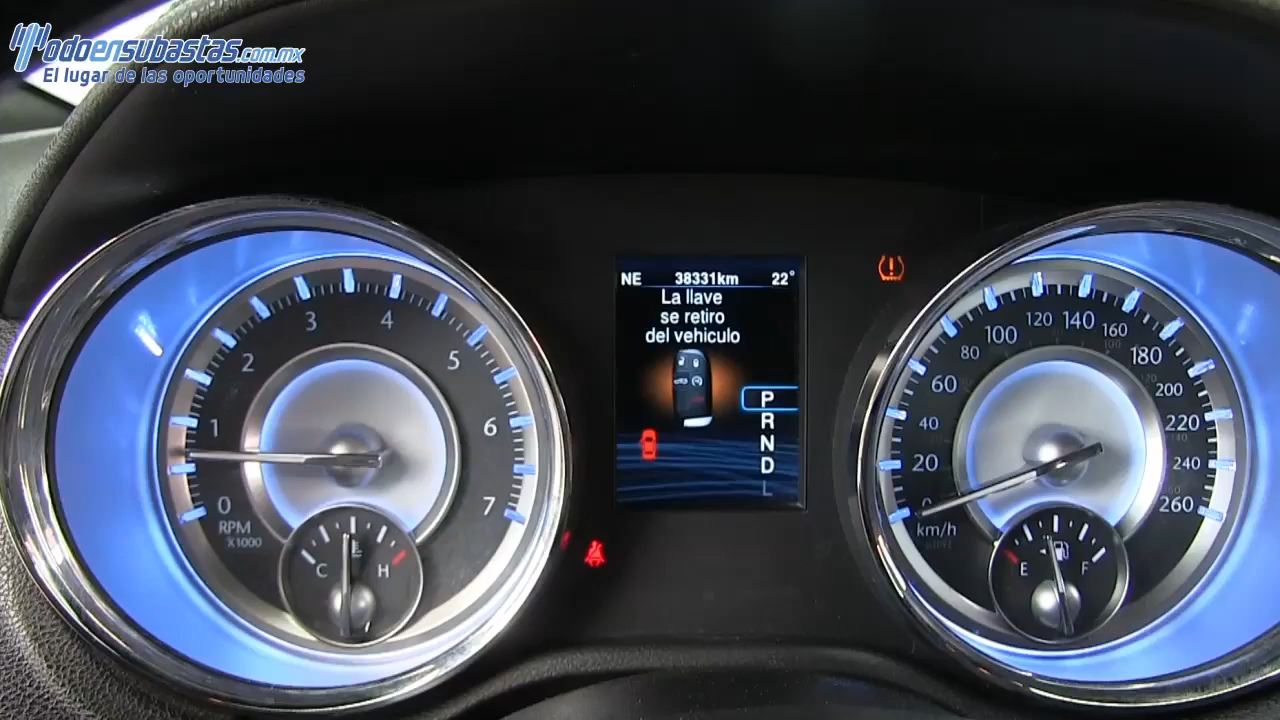 todoensubastas.com.mx
El lugar de las oportunidades
NE 38331km 22°
La llave
se retiro
del vehiculo
P
R
N
D
L
0
1
2
3
4
5
6
7
RPM
X1000
C H
0
20
40
60
80
100
120
140
160
180
200
220
240
260
km/h
E F